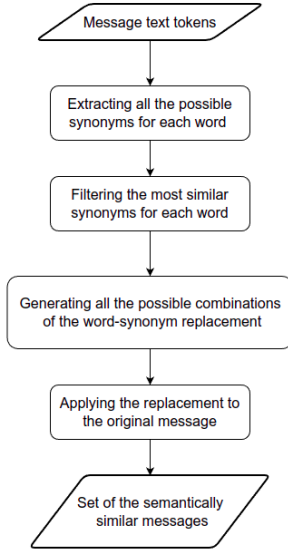 Message text tokens
Extracting all the possible
synonyms for each word
Filtering the most similar
synonyms for each word
Generating all the possible combinations
of the word-synonym replacement
Applying the replacement to
the original message
Set of the semantically
similar messages